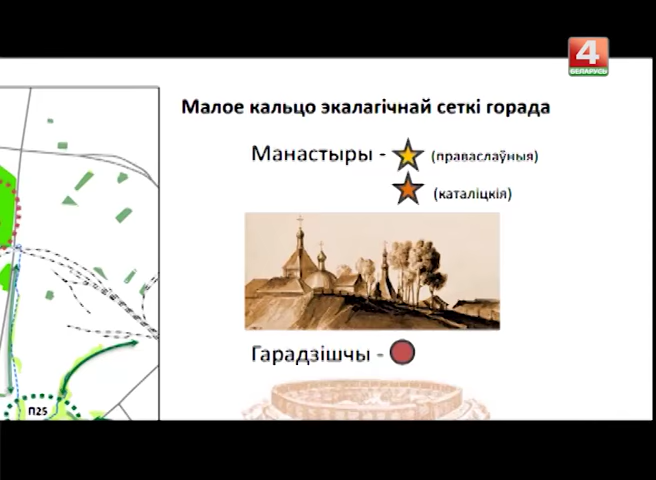 4
БЕЛАРУСЬ
Малое кальцо экалагічнай сеткі горада
Манастыры - (праваслаўныя)
(каталіцкія)
Гарадзішчы -
П25